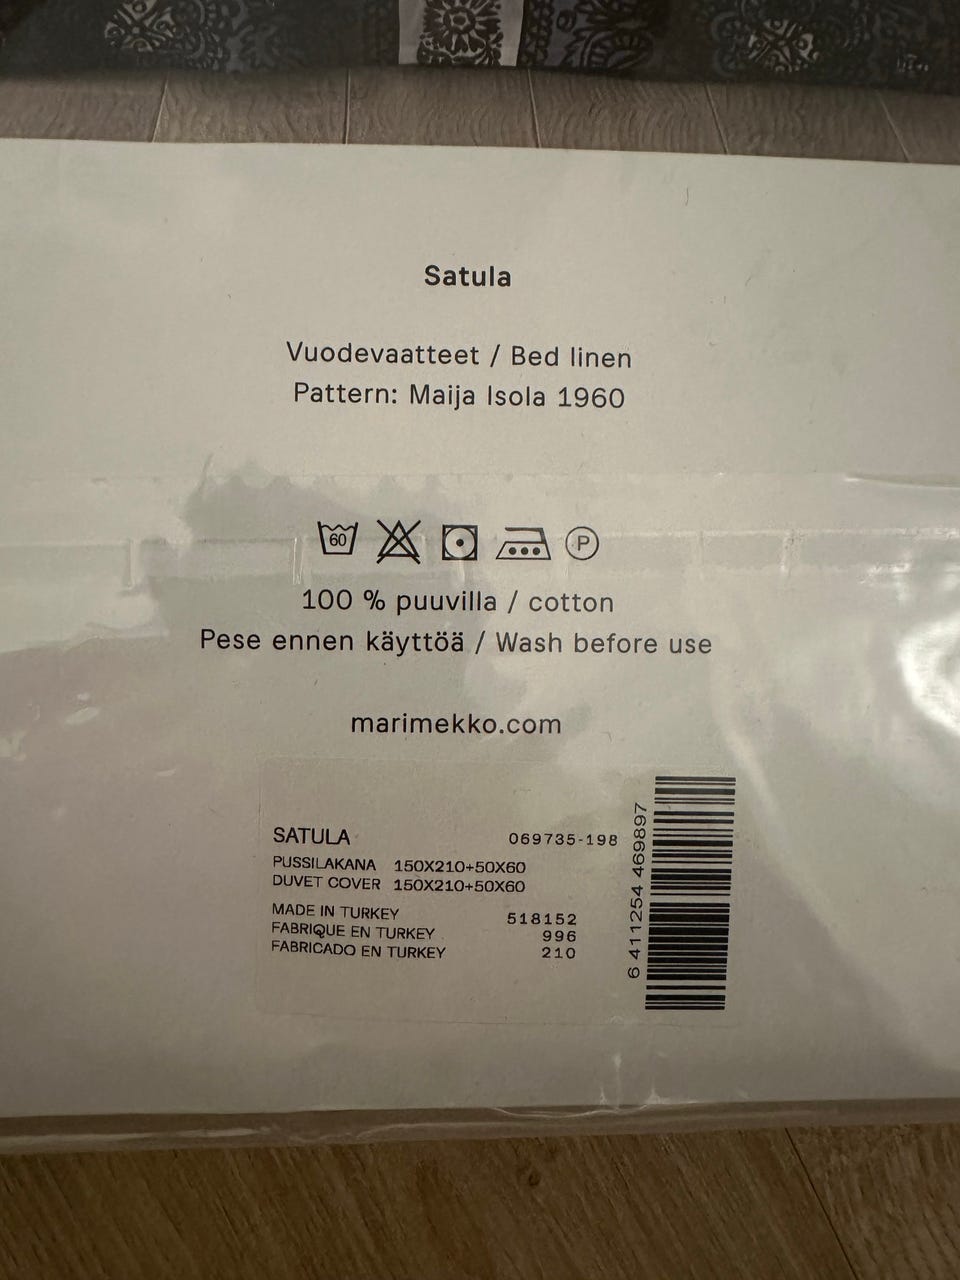 Satula
Vuodevaatteet / Bed linen
Pattern: Maija Isola 1960
60
P
100 % puuvilla / cotton
Pese ennen käyttöä / Wash before use
marimekko.com
SATULA 069735-198
PUSSILAKANA 150X210+50X60
DUVET COVER 150X210+50X60
MADE IN TURKEY 518152
FABRIQUE EN TURKEY 996
FABRICADO EN TURKEY 210
6 411254 469897